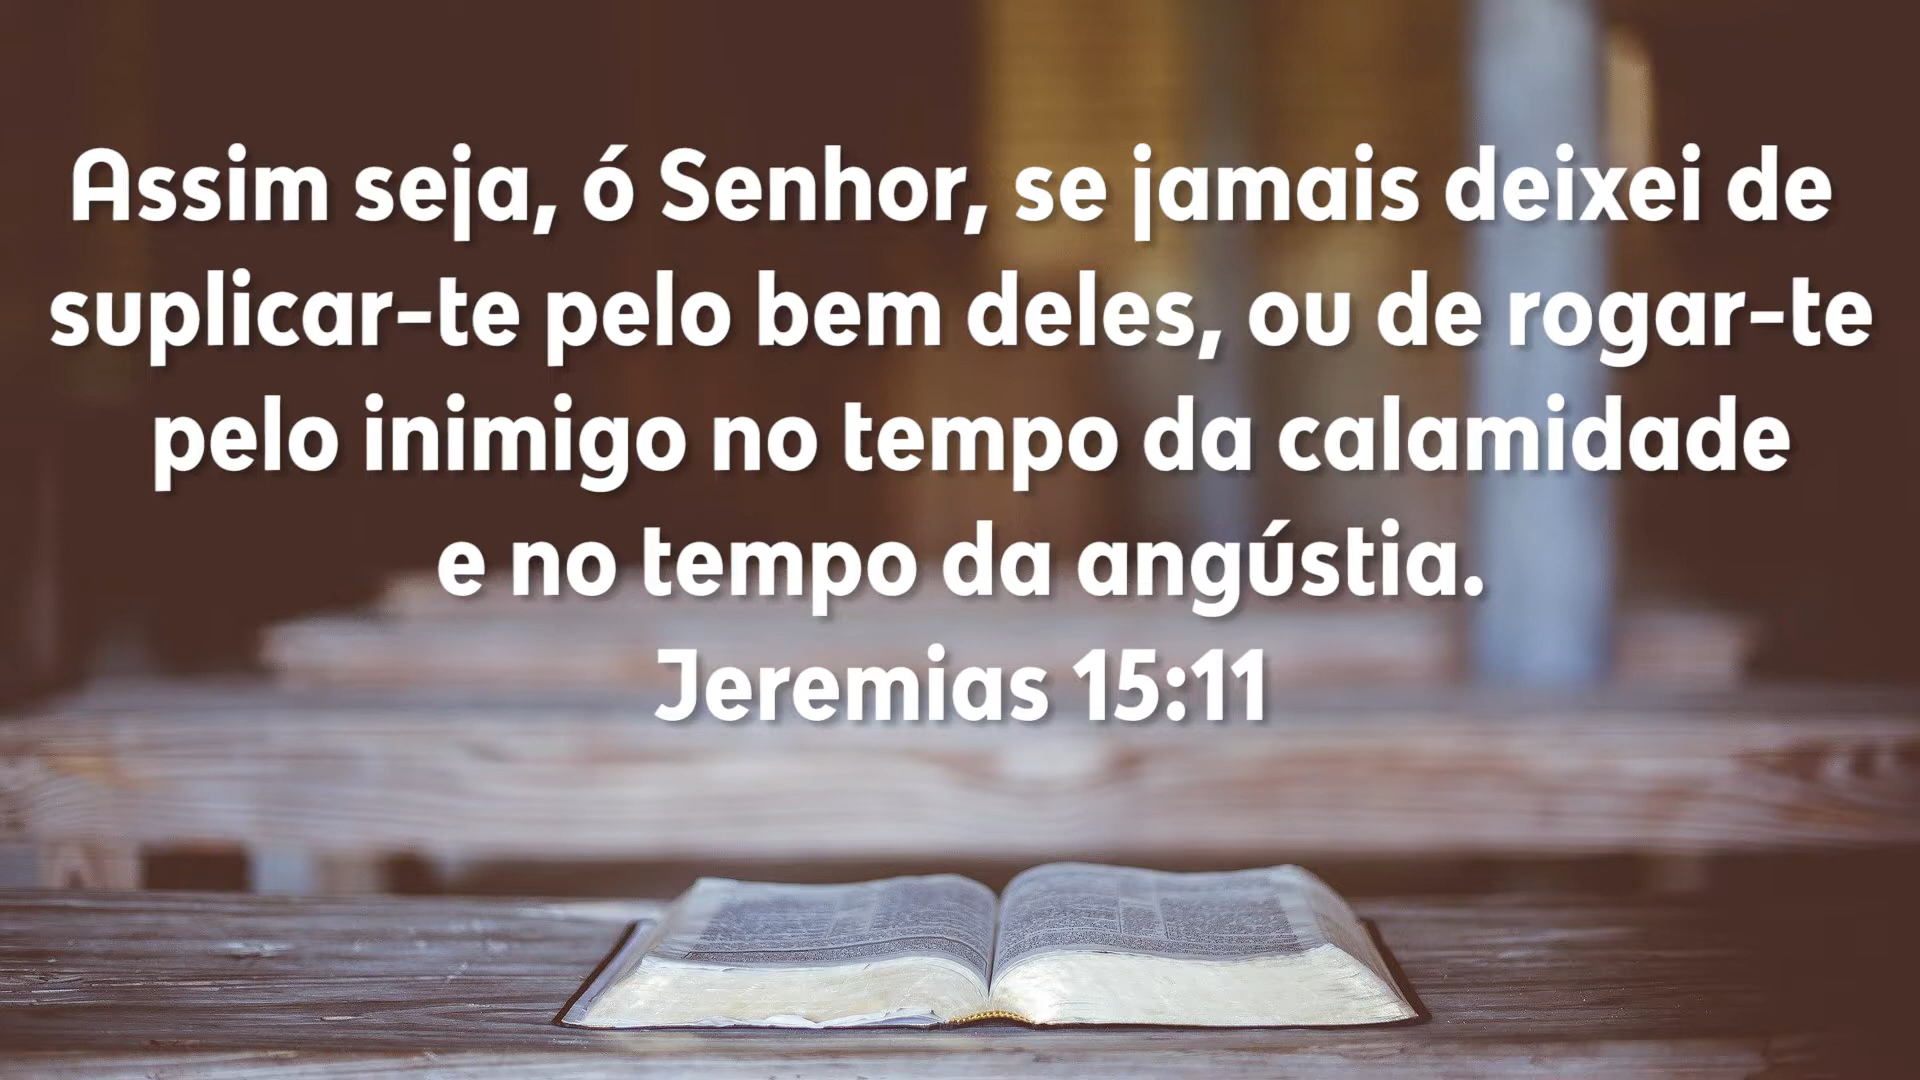 Assim seja, ó Senhor, se jamais deixei de
suplicar-te pelo bem deles, ou de rogar-te
pelo inimigo no tempo da calamidade
e no tempo da angústia.
Jeremias 15:11